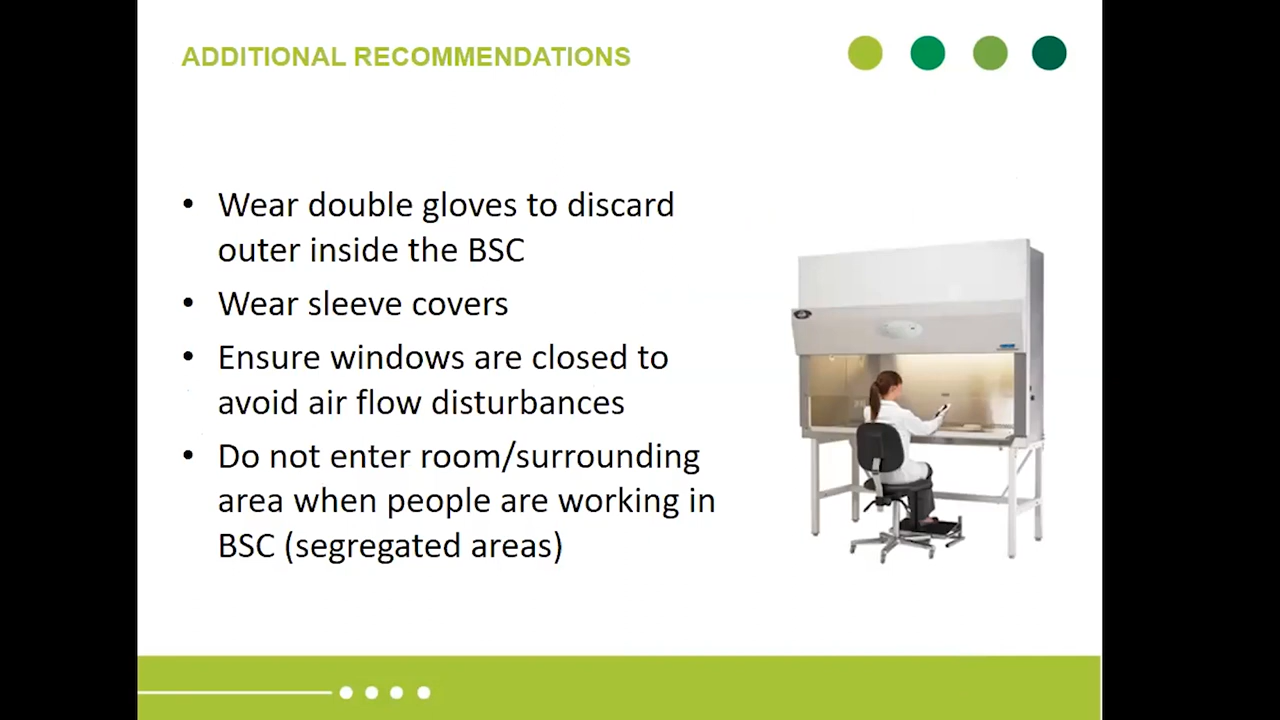 ADDITIONAL RECOMMENDATIONS
• Wear double gloves to discard
outer inside the BSC
• Wear sleeve covers
• Ensure windows are closed to
avoid air flow disturbances
• Do not enter room/surrounding
area when people are working in
BSC (segregated areas)